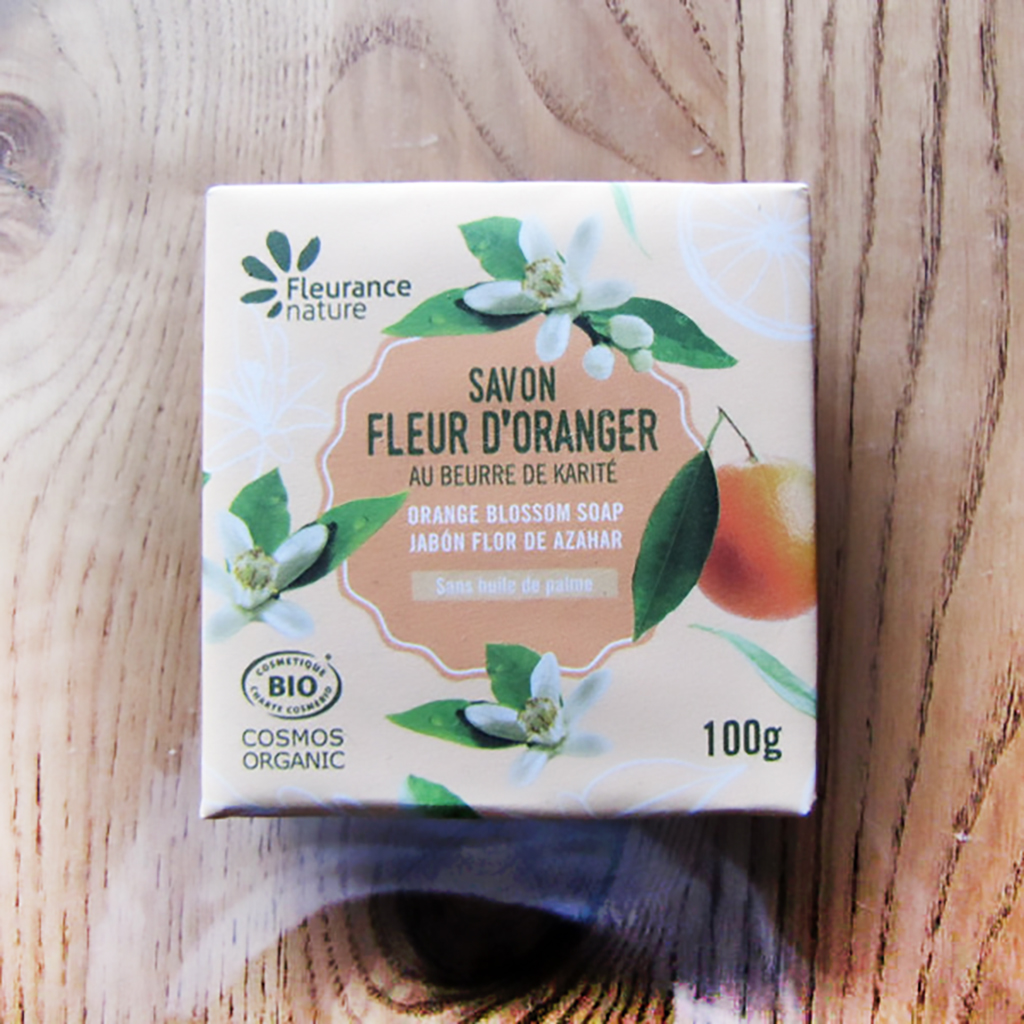 Fleurance
nature
SAVON
FLEUR D'ORANGER
AU BEURRE DE KARITÉ
ORANGE BLOSSOM SOAP
JABÓN FLOR DE AZAHAR
Sans huile de palme
COSMETIQUE
BIO
CHARTE COSMEBIO
COSMOS
ORGANIC
100g